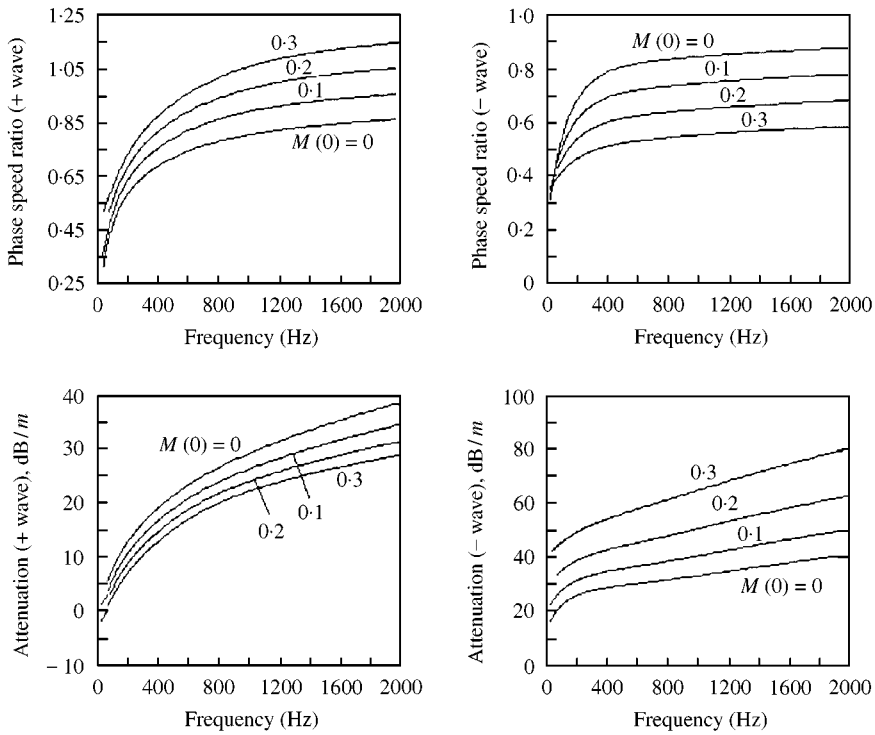 Phase speed ratio (+ wave)
1·25
1·05
0·85
0·65
0·45
0·25
0·3
0·2
0·1
M (0) = 0
0 400 800 1200 1600 2000
Frequency (Hz)
Phase speed ratio (– wave)
1·0
0·8
0·6
0·4
0·2
0
M (0) = 0
0·1
0·2
0·3
0 400 800 1200 1600 2000
Frequency (Hz)
Attenuation (+ wave), dB/m
40
30
20
10
0
– 10
M (0) = 0
0·3
0·1
0·2
0 400 800 1200 1600 2000
Frequency (Hz)
Attenuation (– wave), dB/m
100
80
60
40
20
0
0·3
0·2
0·1
M (0) = 0
0 400 800 1200 1600 2000
Frequency (Hz)